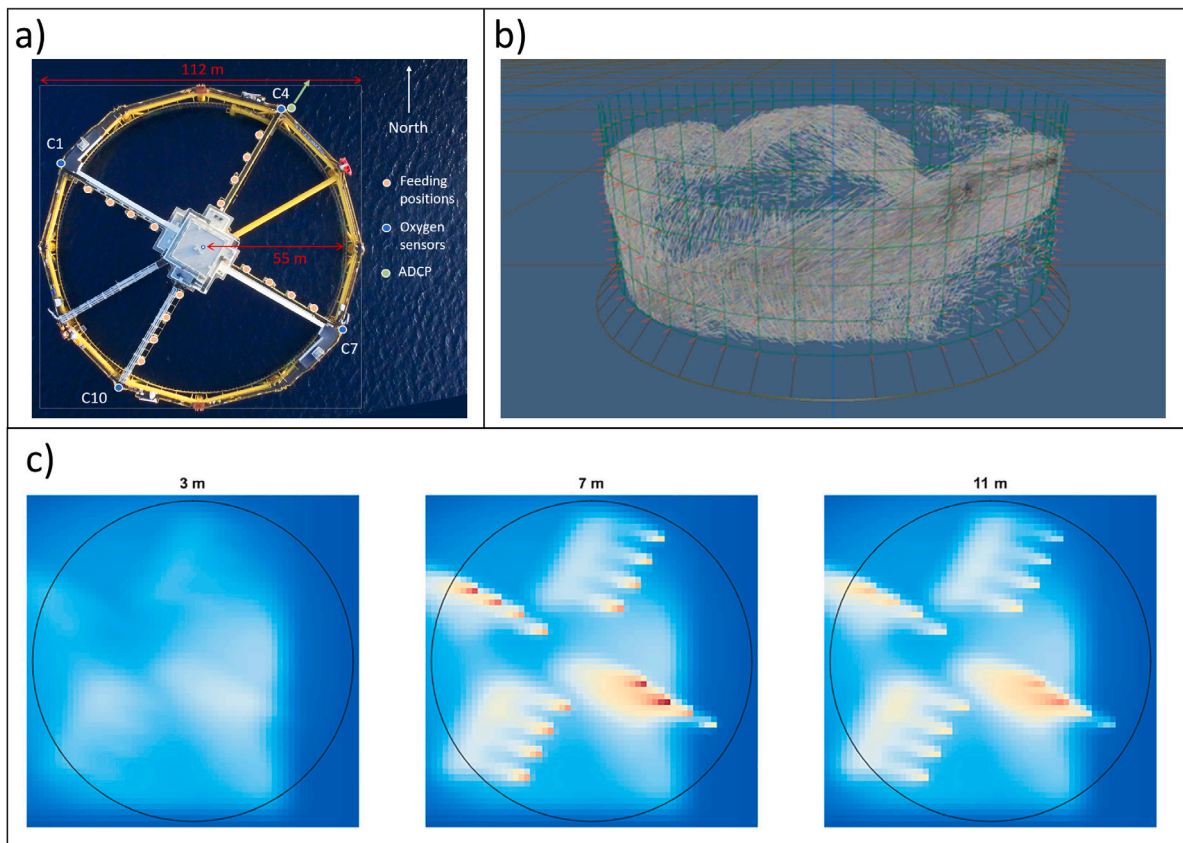 a)
112 m
C4
North
C1
Feeding
positions
Oxygen
sensors
ADCP
55 m
C7
C10
b)
c)
3 m
7 m
11 m